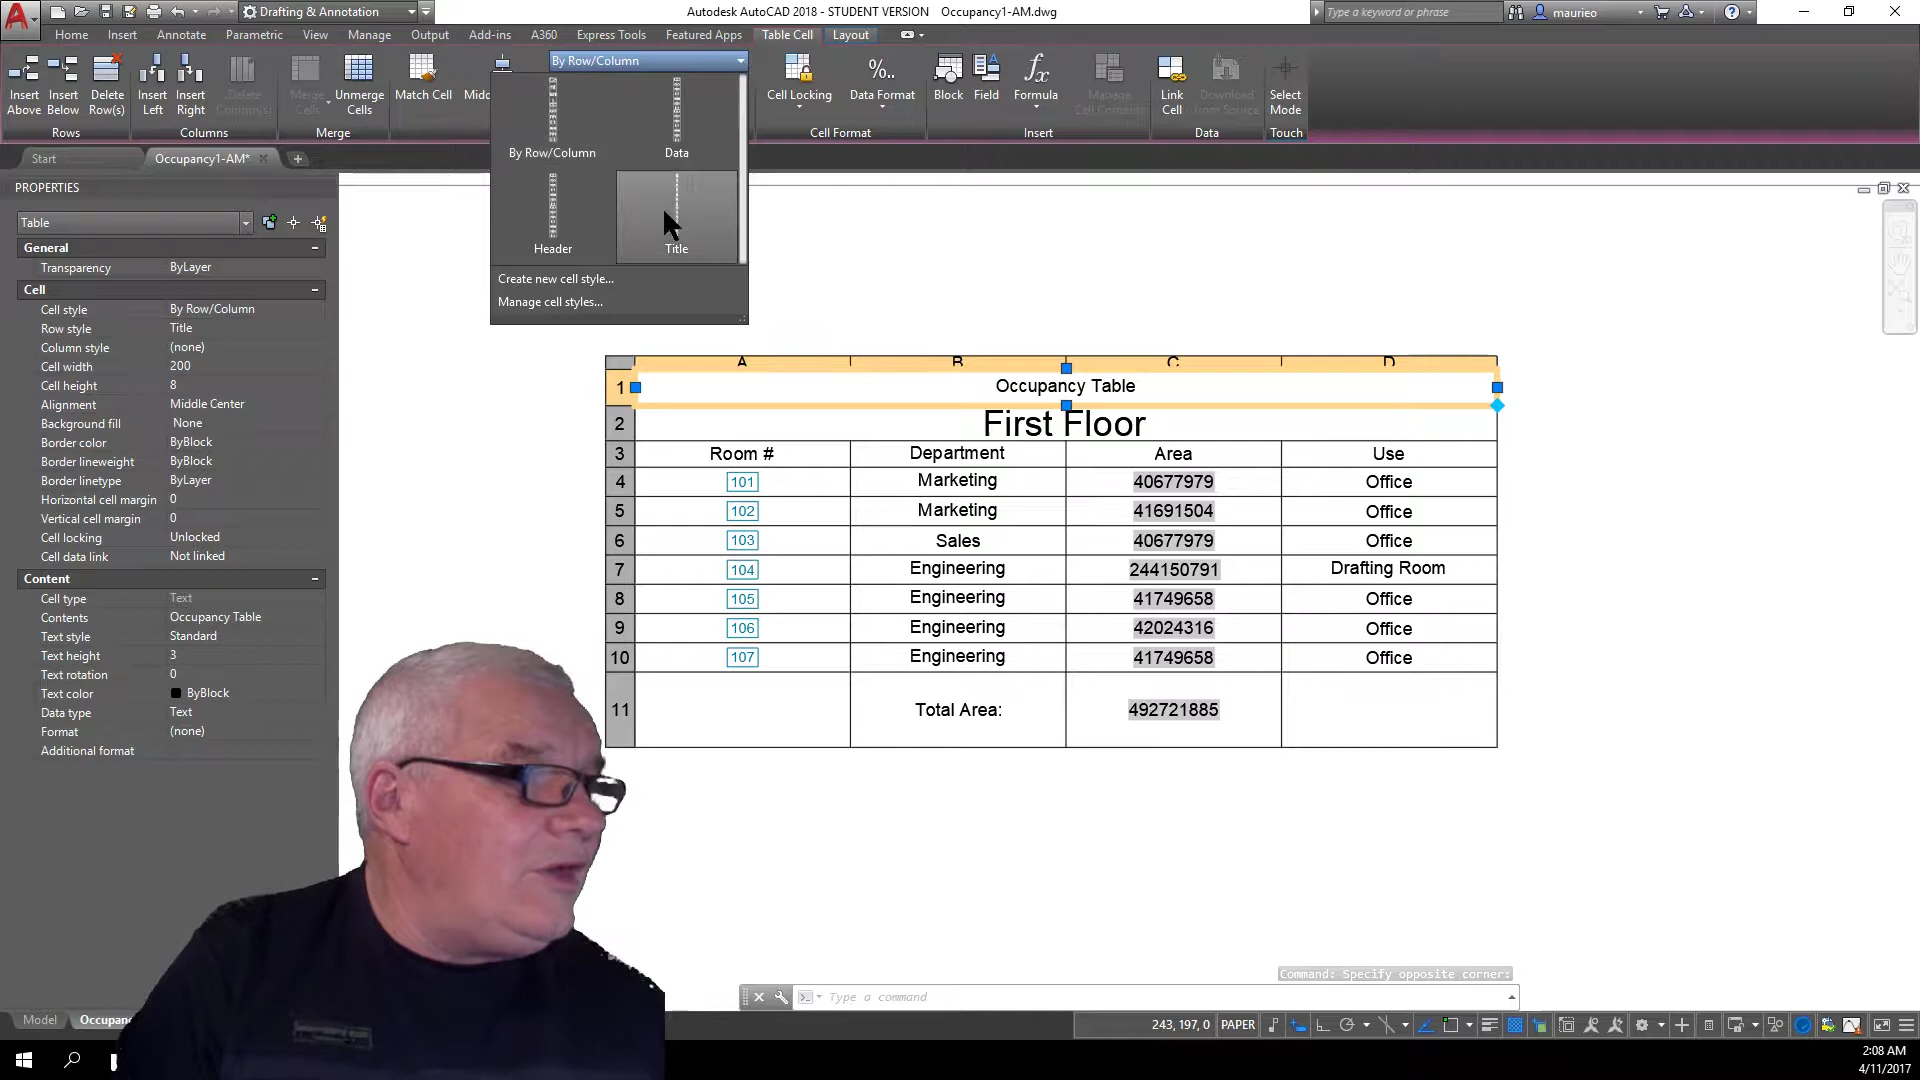 Drafting & Annotation
Autodesk AutoCAD 2018 - STUDENT VERSION Occupancy1-AM.dwg
Type a keyword or phrase
maurieo
Home Insert Annotate Parametric View Manage Output Add-ins A360 Express Tools Featured Apps Table Cell Layout
Insert Above
Insert Below
Delete Row(s)
Rows
Insert Left
Insert Right
Delete Column(s)
Columns
Merge Cells
Unmerge Cells
Merge
Match Cell
By Row/Column
By Row/Column
Data
Header
Title
Create new cell style...
Manage cell styles...
Cell Locking
Data Format
Cell Format
Block
Field
Formula
Manage Cell Contents
Insert
Link Cell
Download from Source
Data
Select Mode
Touch
Start
Occupancy1-AM*
PROPERTIES
Table
General
Transparency ByLayer
Cell
Cell style By Row/Column
Row style Title
Column style (none)
Cell width 200
Cell height 8
Alignment Middle Center
Background fill None
Border color ByBlock
Border lineweight ByBlock
Border linetype ByLayer
Horizontal cell margin 0
Vertical cell margin 0
Cell locking Unlocked
Cell data link Not linked
Content
Cell type Text
Contents Occupancy Table
Text style Standard
Text height 3
Text rotation 0
Text color ByBlock
Data type Text
Format (none)
Additional format
A B C D
1 Occupancy Table
2 First Floor
3 Room # Department Area Use
4 101 Marketing 40677979 Office
5 102 Marketing 41691504 Office
6 103 Sales 40677979 Office
7 104 Engineering 244150791 Drafting Room
8 105 Engineering 41749658 Office
9 106 Engineering 42024316 Office
10 107 Engineering 41749658 Office
11 Total Area: 492721885
Command: Specify opposite corner:
Type a command
Model
243, 197, 0 PAPER
2:08 AM
4/11/2017